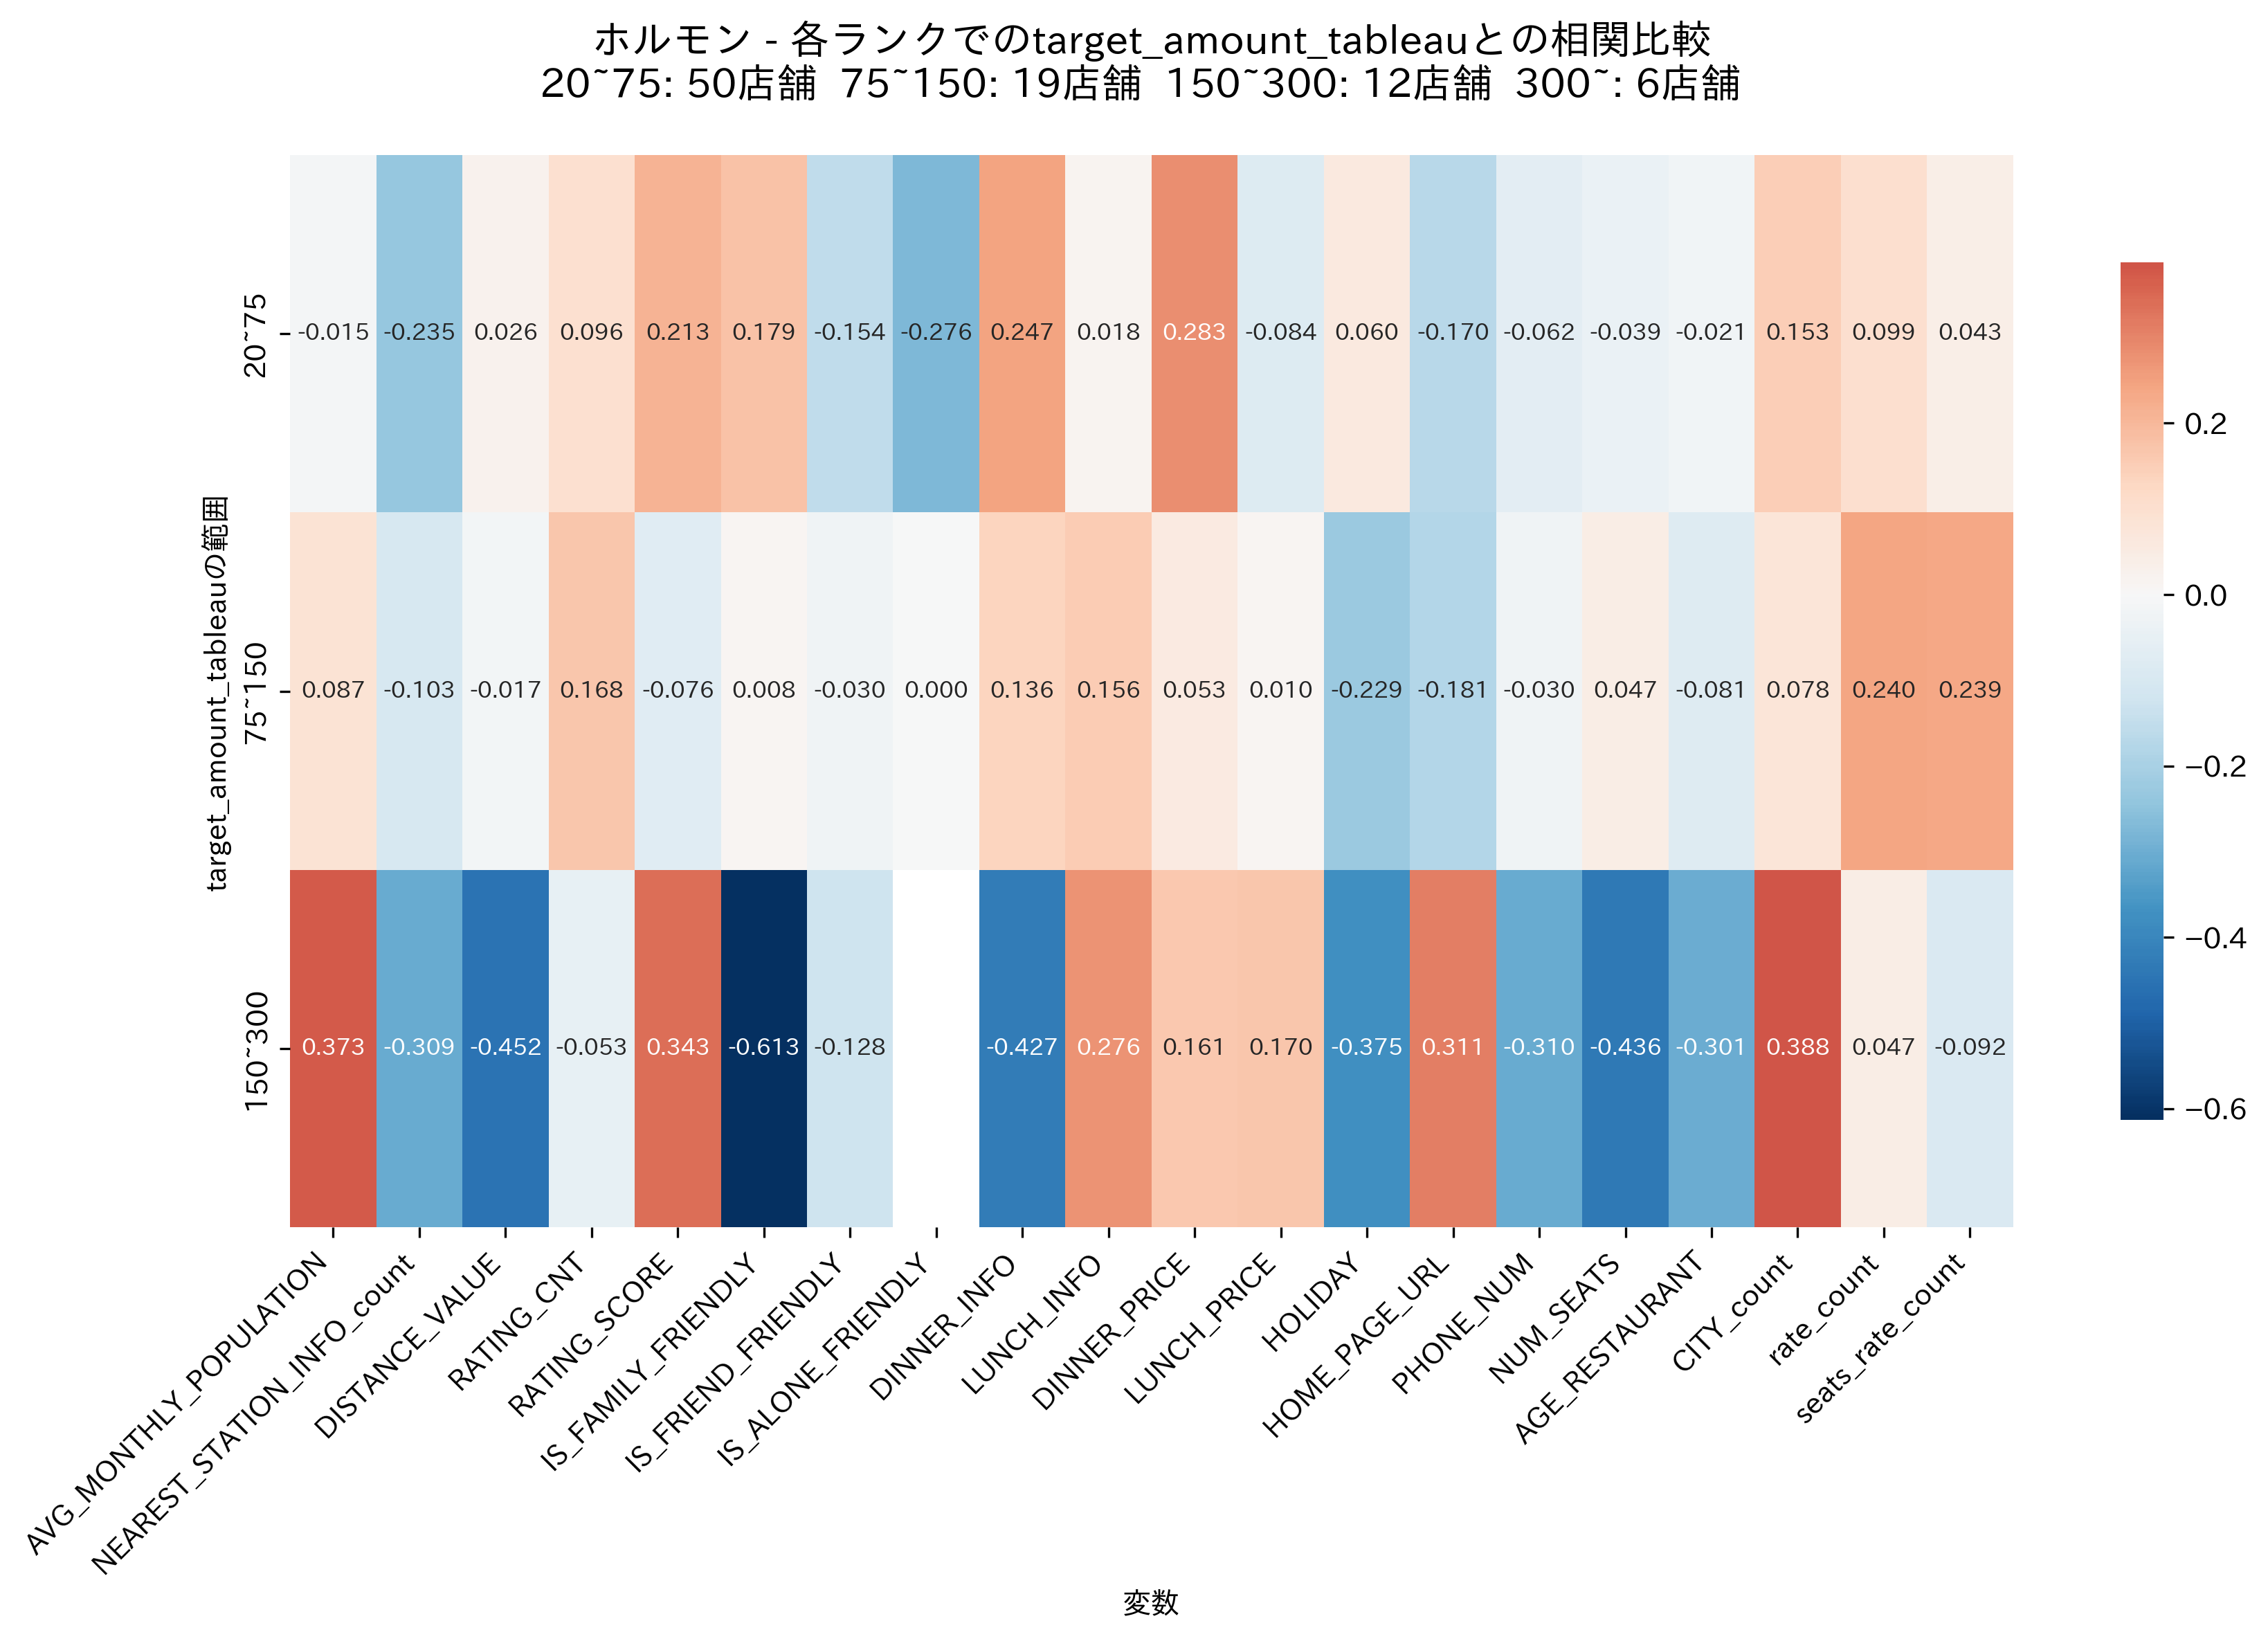 ホルモン - 各ランクでのtarget_amount_tableauとの相関比較
20~75: 50店舗 75~150: 19店舗 150~300: 12店舗 300~: 6店舗
target_amount_tableauの範囲
20~75
-0.015 -0.235 0.026 0.096 0.213 0.179 -0.154 -0.276 0.247 0.018 0.283 -0.084 0.060 -0.170 -0.062 -0.039 -0.021 0.153 0.099 0.043
75~150
0.087 -0.103 -0.017 0.168 -0.076 0.008 -0.030 0.000 0.136 0.156 0.053 0.010 -0.229 -0.181 -0.030 0.047 -0.081 0.078 0.240 0.239
150~300
0.373 -0.309 -0.452 -0.053 0.343 -0.613 -0.128 -0.427 0.276 0.161 0.170 -0.375 0.311 -0.310 -0.436 -0.301 0.388 0.047 -0.092
AVG_MONTHLY_POPULATION
NEAREST_STATION_INFO_count
DISTANCE_VALUE
RATING_CNT
RATING_SCORE
IS_FAMILY_FRIENDLY
IS_FRIEND_FRIENDLY
IS_ALONE_FRIENDLY
DINNER_INFO
LUNCH_INFO
DINNER_PRICE
LUNCH_PRICE
HOLIDAY
HOME_PAGE_URL
PHONE_NUM
NUM_SEATS
AGE_RESTAURANT
CITY_count
rate_count
seats_rate_count
変数
0.2
0.0
−0.2
−0.4
−0.6